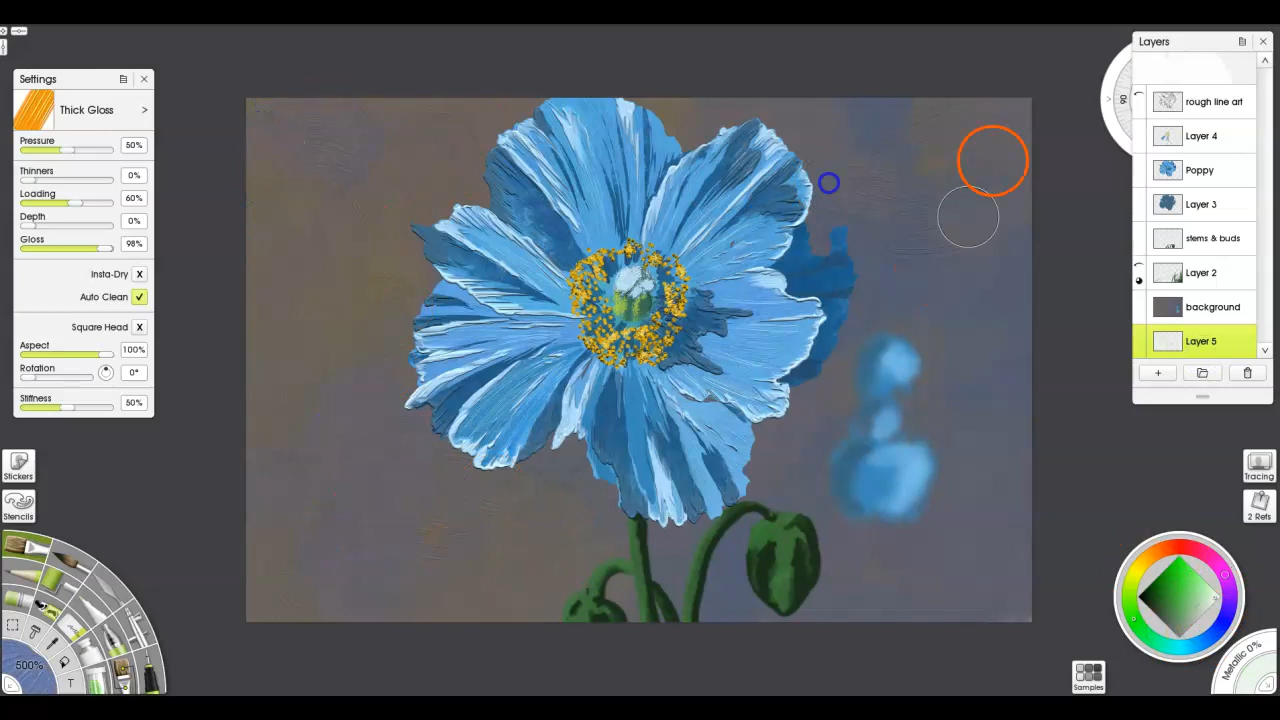 Settings
Thick Gloss >
Pressure
50%
Thinners
0%
Loading
60%
Depth
0%
Gloss
98%
Insta-Dry X
Auto Clean
Square Head X
Aspect
100%
Rotation
0°
Stiffness
50%
Stickers
Stencils
500%
T
Layers
90
rough line art
Layer 4
Poppy
Layer 3
stems & buds
Layer 2
background
Layer 5
Tracing
2 Refs
Samples
Metallic 0%